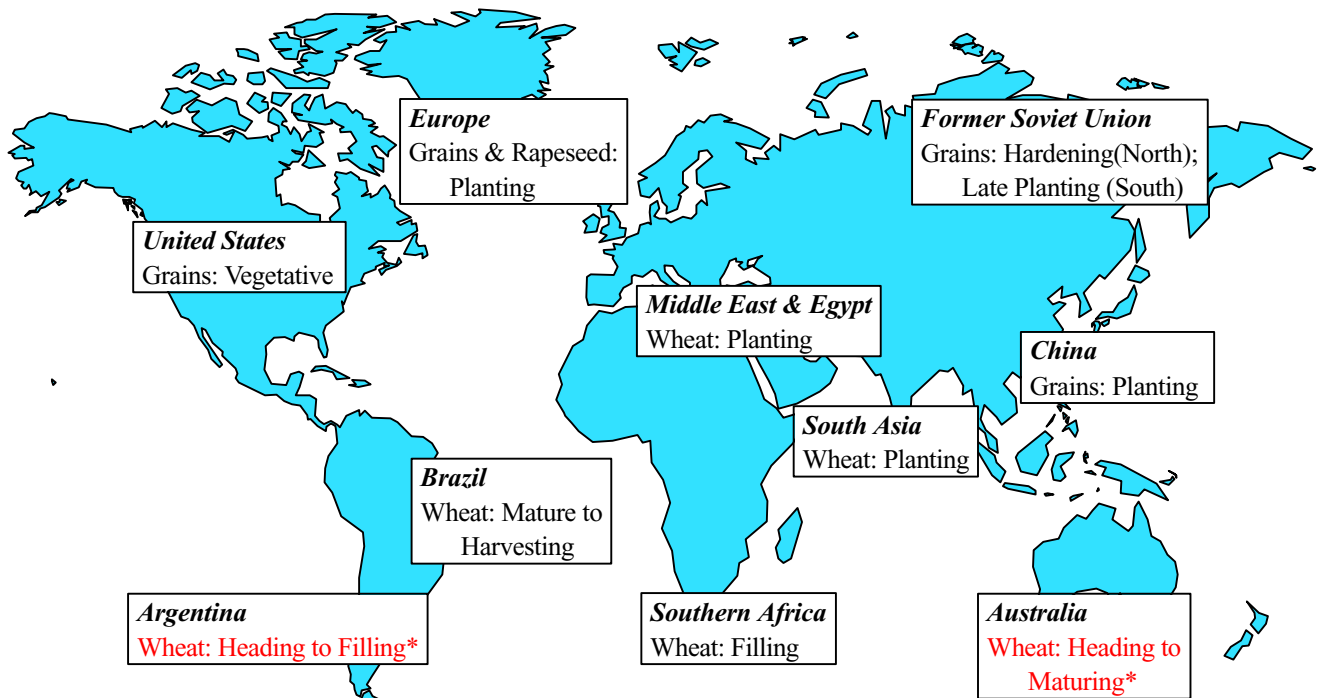 Europe
Grains & Rapeseed:
Planting
Former Soviet Union
Grains: Hardening(North);
Late Planting (South)
United States
Grains: Vegetative
Middle East & Egypt
Wheat: Planting
China
Grains: Planting
South Asia
Wheat: Planting
Brazil
Wheat: Mature to
Harvesting
Argentina
Wheat: Heading to Filling*
Southern Africa
Wheat: Filling
Australia
Wheat: Heading to
Maturing*